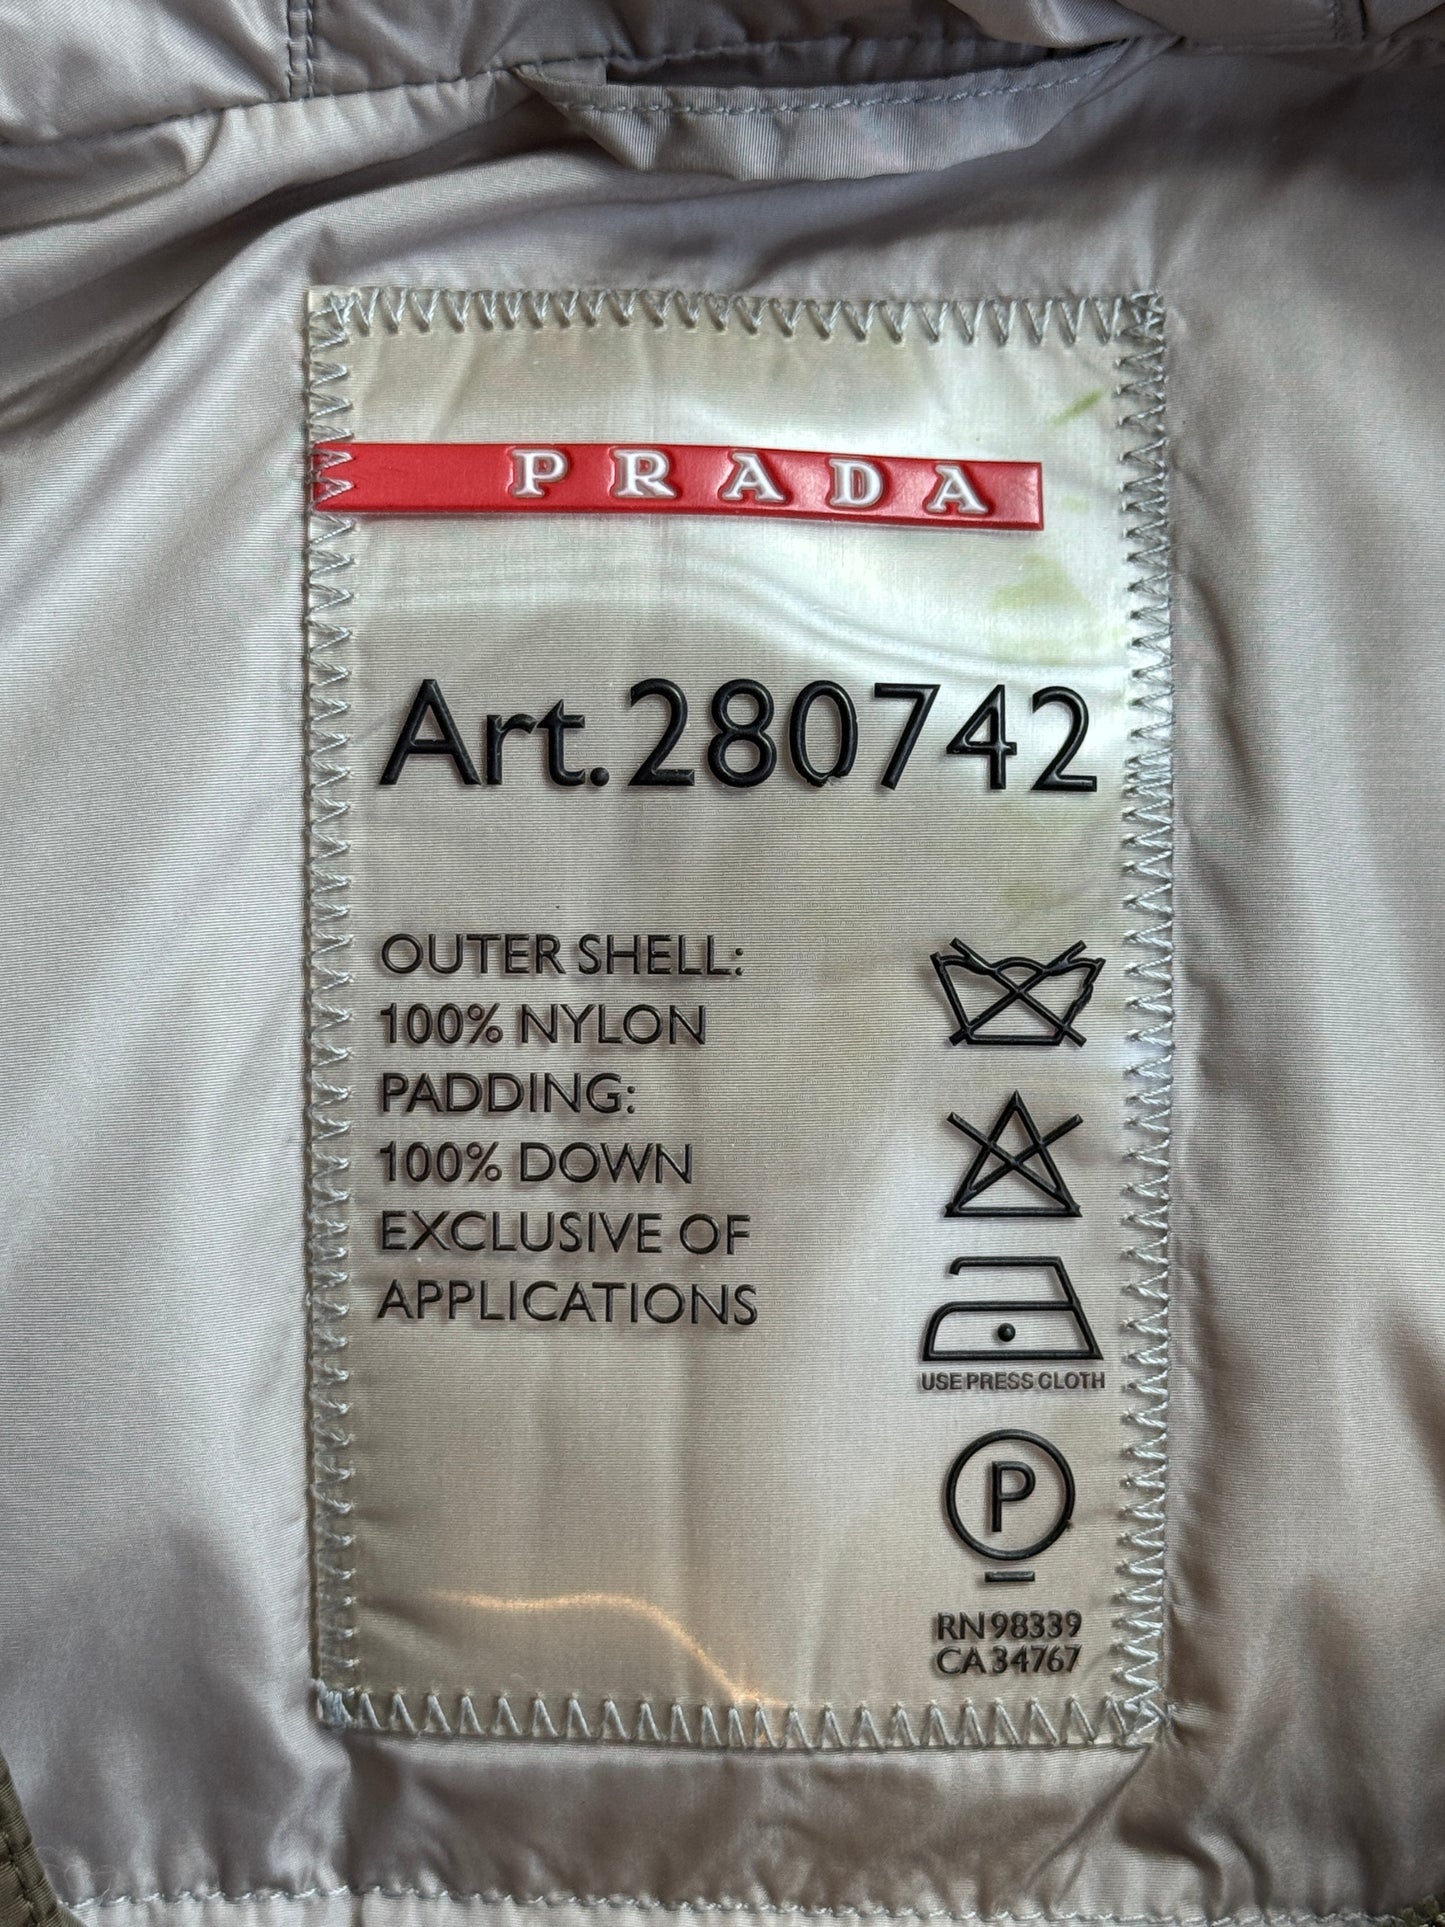 PRADA
Art. 280742
OUTER SHELL:
100% NYLON
PADDING:
100% DOWN
EXCLUSIVE OF
APPLICATIONS
USE PRESS CLOTH
P
RN 98339
CA 34767